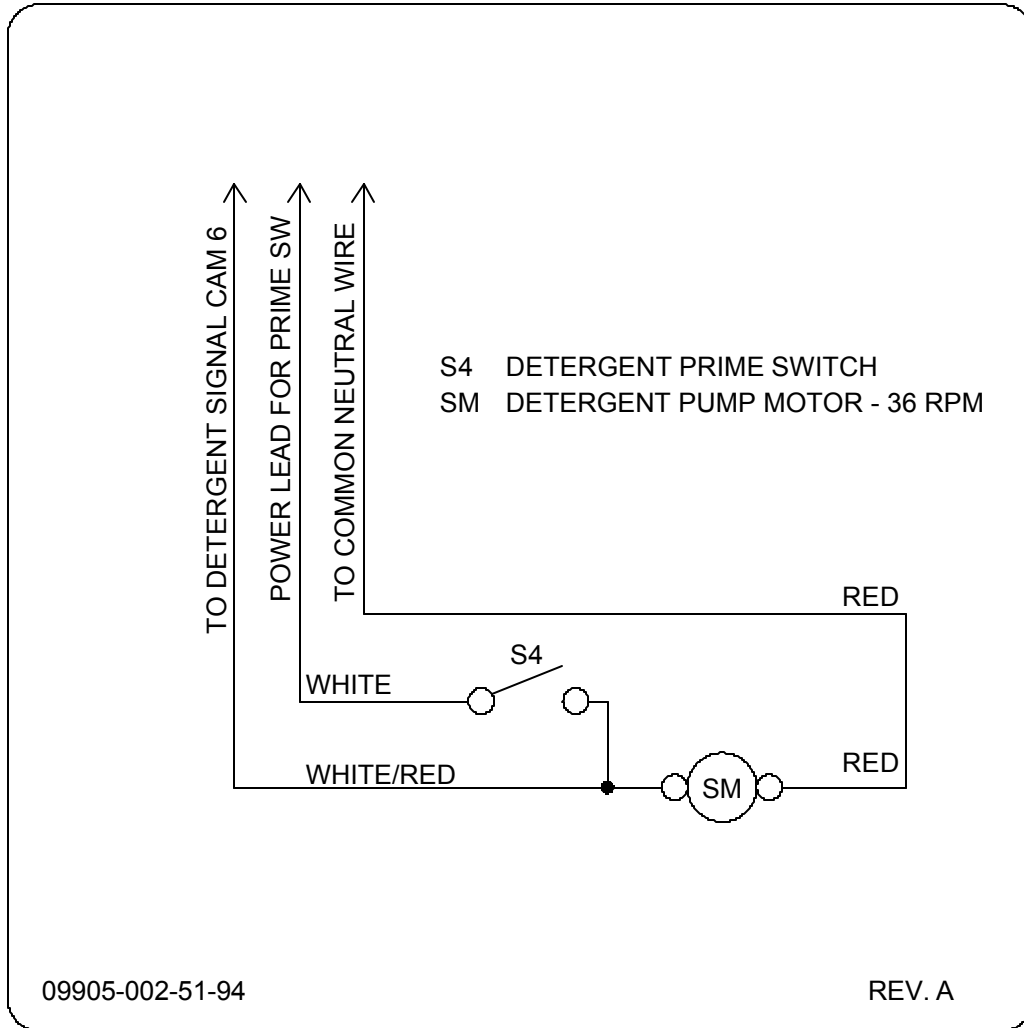 TO DETERGENT SIGNAL CAM 6
POWER LEAD FOR PRIME SW
TO COMMON NEUTRAL WIRE
S4 DETERGENT PRIME SWITCH
SM DETERGENT PUMP MOTOR - 36 RPM
RED
S4
WHITE
RED
WHITE/RED
SM
09905-002-51-94
REV. A